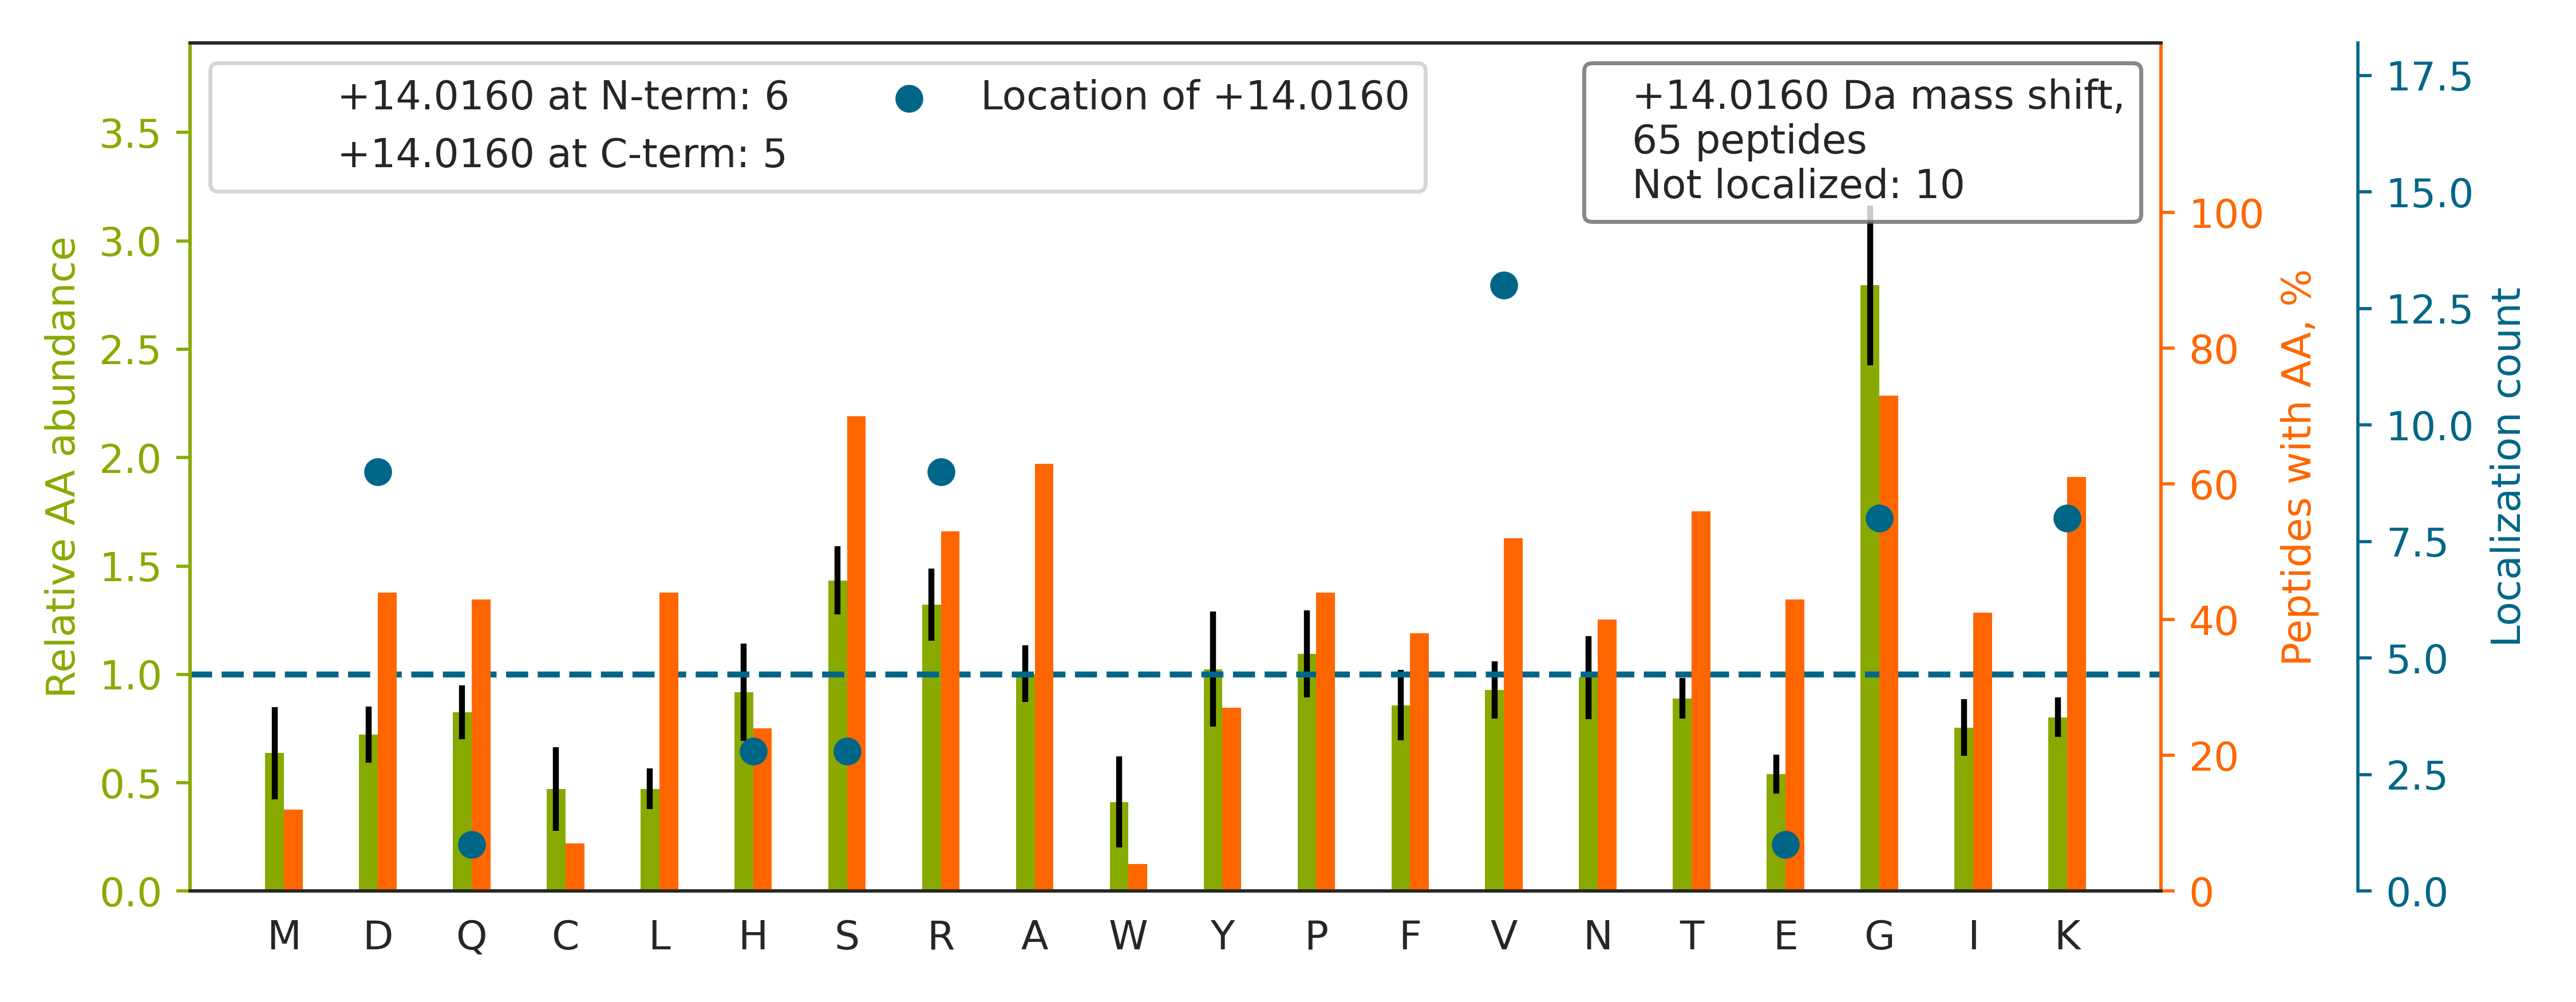 +14.0160 at N-term: 6
+14.0160 at C-term: 5
Location of +14.0160
+14.0160 Da mass shift,
65 peptides
Not localized: 10
Relative AA abundance
3.5
3.0
2.5
2.0
1.5
1.0
0.5
0.0
M D Q C L H S R A W Y P F V N T E G I K
100
80
60
40
20
0
Peptides with AA, %
17.5
15.0
12.5
10.0
7.5
5.0
2.5
0.0
Localization count